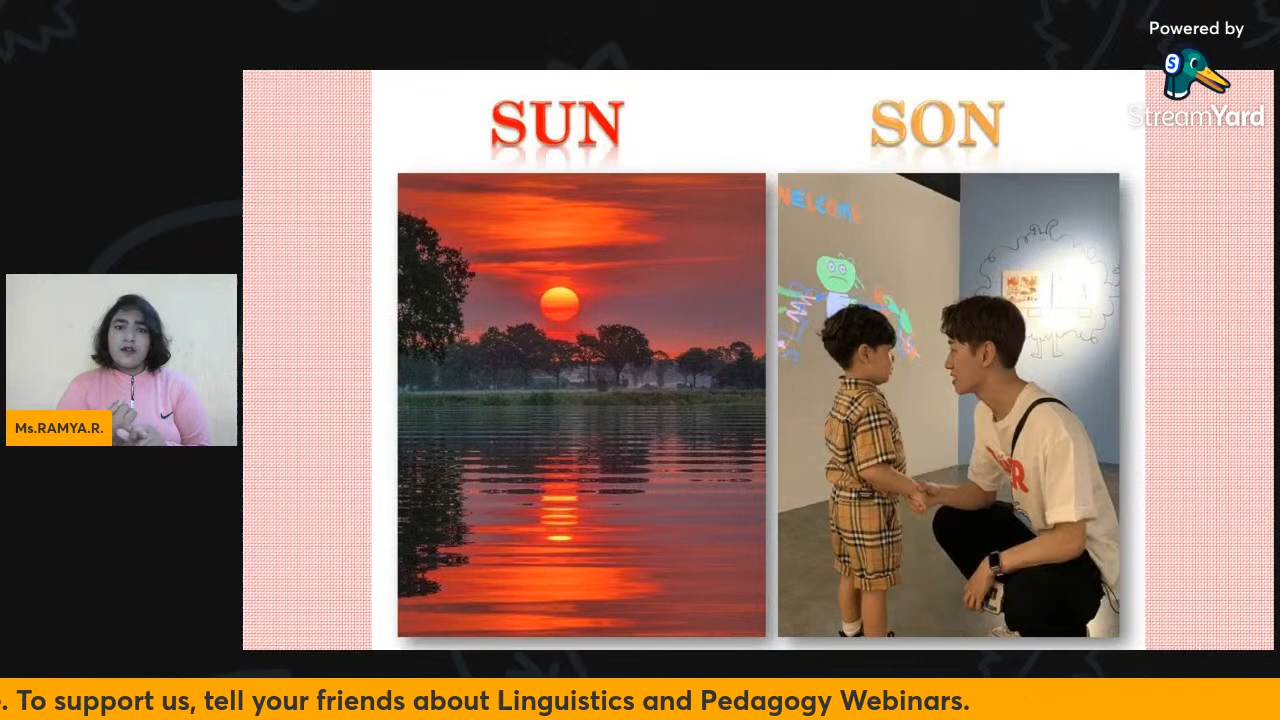 Powered by
StreamYard
SUN
SON
WELCOME
Ms.RAMYA.R.
. To support us, tell your friends about Linguistics and Pedagogy Webinars.